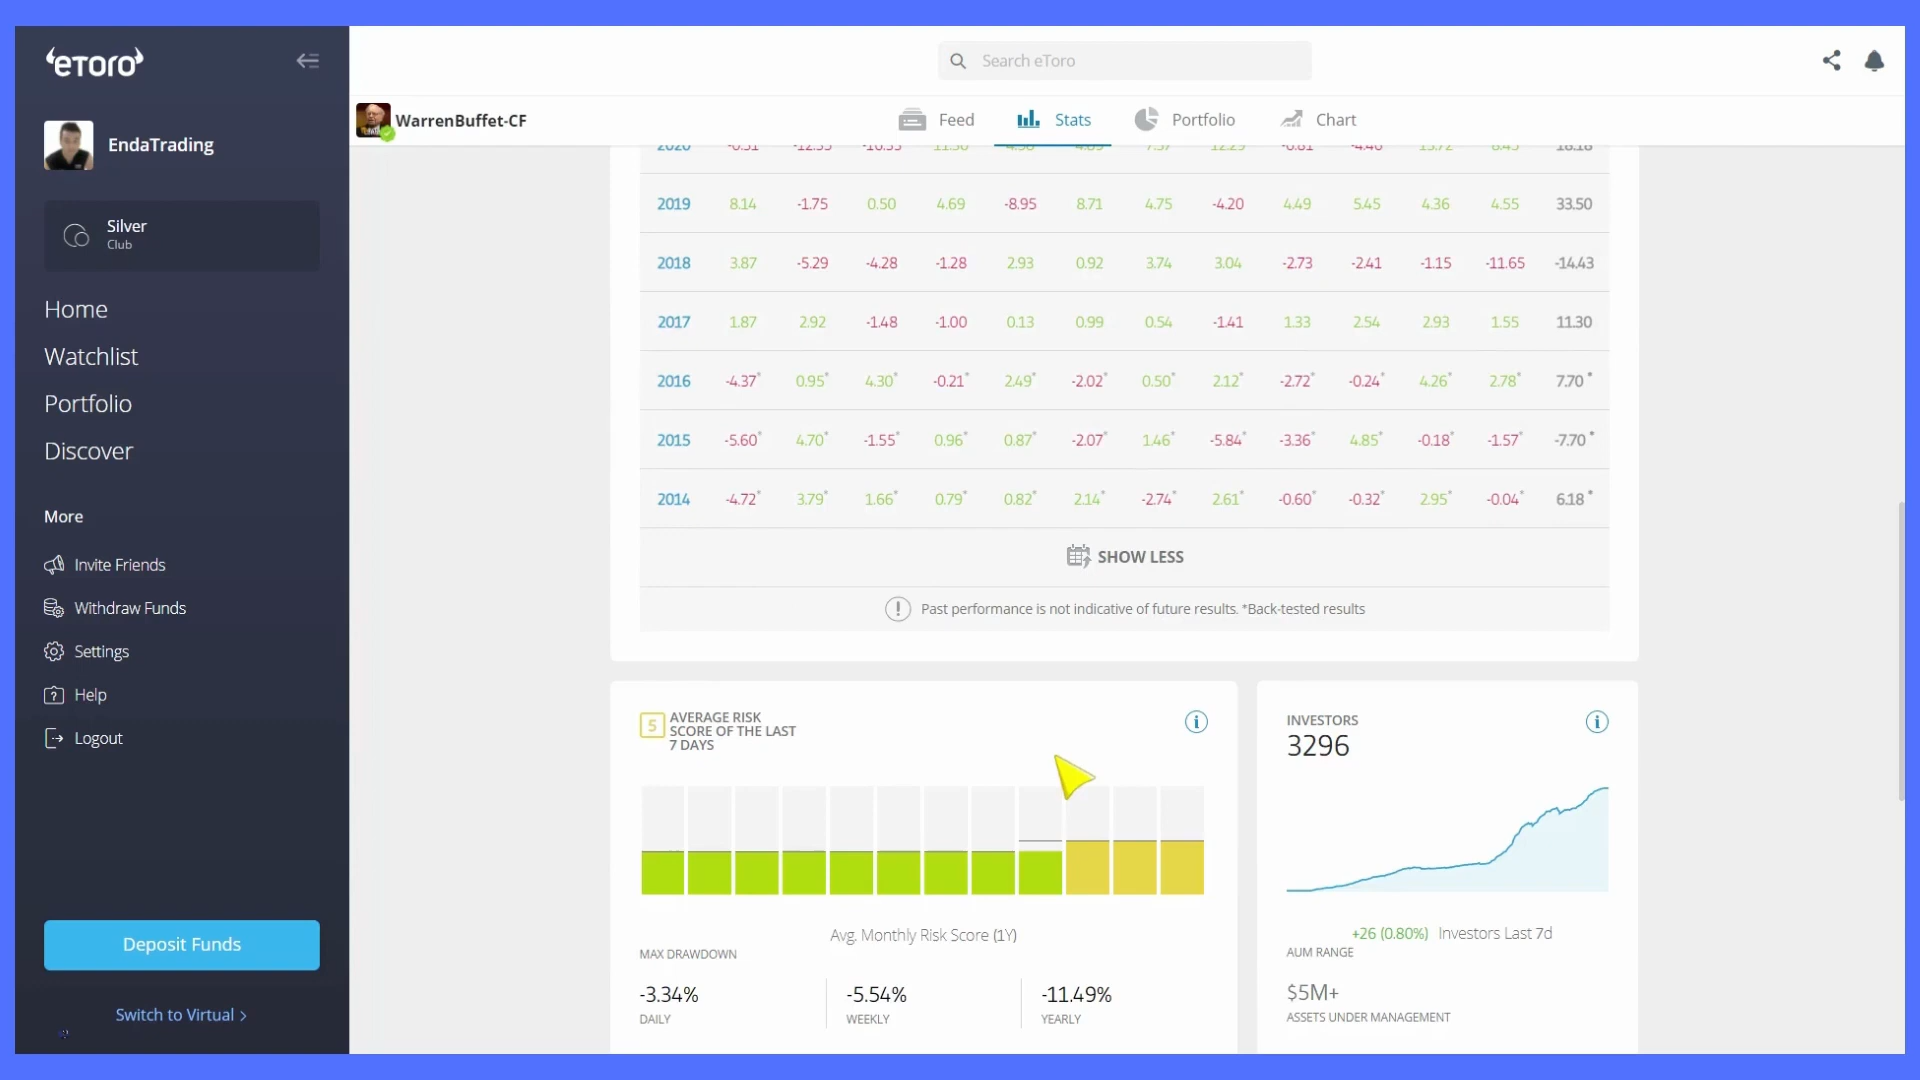 eToro
Search eToro
EndaTrading
WarrenBuffet-CF
Feed
Stats
Portfolio
Chart
Silver
Club
Home
Watchlist
Portfolio
Discover
More
Invite Friends
Withdraw Funds
Settings
Help
Logout
Deposit Funds
Switch to Virtual >
2019 8.14 -1.75 0.50 4.69 -8.95 8.71 4.75 -4.20 4.49 5.45 4.36 4.55 33.50
2018 3.87 -5.29 -4.28 -1.28 2.93 0.92 3.74 3.04 -2.73 -2.41 -1.15 -11.65 -14.43
2017 1.87 2.92 -1.48 -1.00 0.13 0.99 0.54 -1.41 1.33 2.54 2.93 1.55 11.30
2016 -4.37* 0.95* 4.30* -0.21* 2.49* -2.02* 0.50* 2.12* -2.72* -0.24* 4.26* 2.78* 7.70 *
2015 -5.60* 4.70* -1.55* 0.96* 0.87* -2.07* 1.46* -5.84* -3.36* 4.85* -0.18* -1.57* -7.70 *
2014 -4.72* 3.79* 1.66* 0.79* 0.82* 2.14* -2.74* 2.61* -0.60* -0.32* 2.95* -0.04* 6.18 *
SHOW LESS
Past performance is not indicative of future results. *Back-tested results
5 AVERAGE RISK
SCORE OF THE LAST
7 DAYS
Avg. Monthly Risk Score (1Y)
MAX DRAWDOWN
-3.34%
DAILY
-5.54%
WEEKLY
-11.49%
YEARLY
INVESTORS
3296
+26 (0.80%) Investors Last 7d
AUM RANGE
$5M+
ASSETS UNDER MANAGEMENT